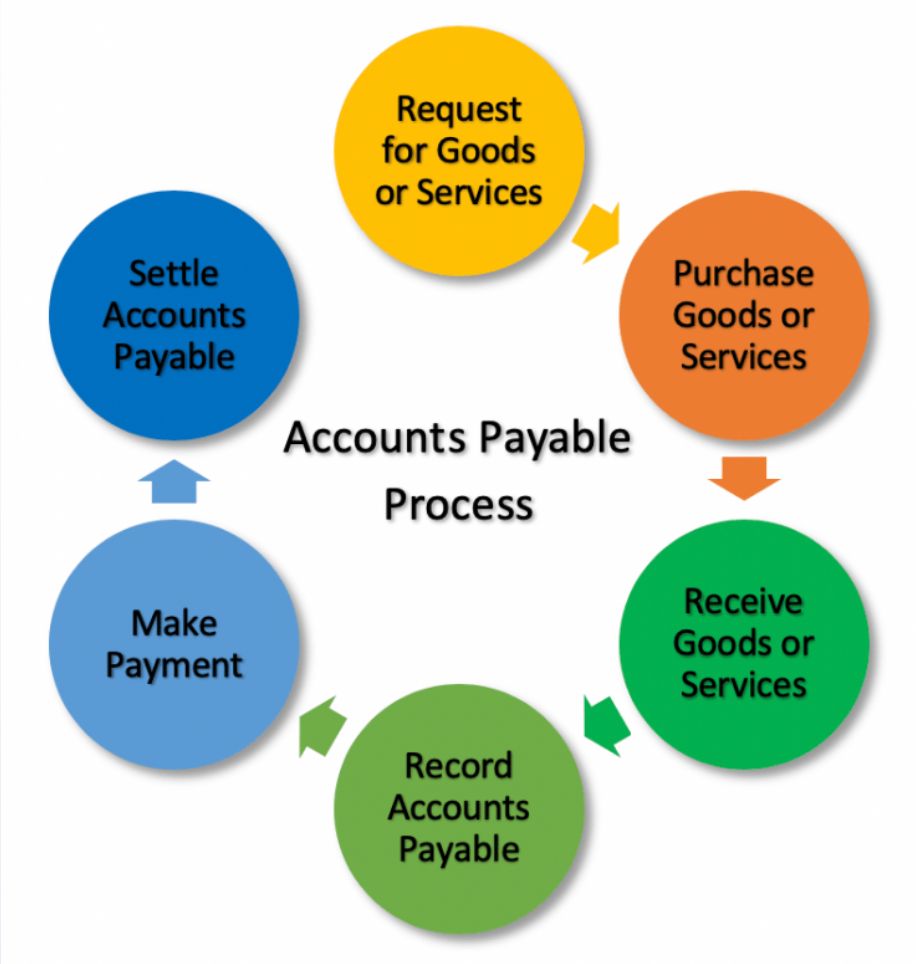 Request
for Goods
or Services
Purchase
Goods or
Services
Receive
Goods or
Services
Record
Accounts
Payable
Make
Payment
Settle
Accounts
Payable
Accounts Payable
Process